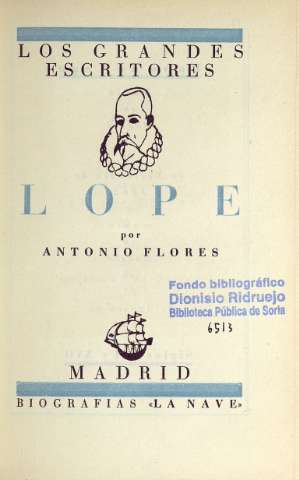 LOS GRANDES
ESCRITORES
LOPE
por
ANTONIO FLORES
Fondo bibliográfico
Dionisio Ridruejo
Biblioteca Pública de Soria
6513
MADRID
BIOGRAFIAS «LA NAVE»